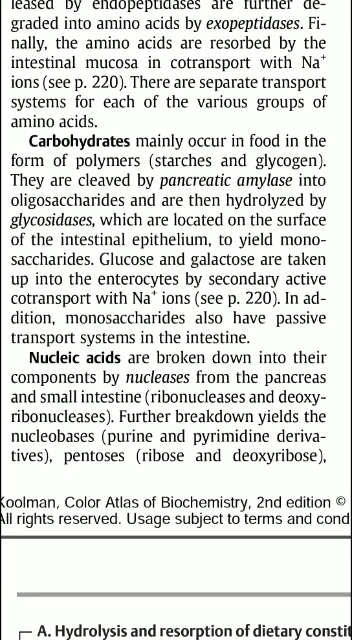 leased by endopeptidases are further de-
graded into amino acids by exopeptidases. Fi-
nally, the amino acids are resorbed by the
intestinal mucosa in cotransport with Na+
ions (see p. 220). There are separate transport
systems for each of the various groups of
amino acids.
Carbohydrates mainly occur in food in the
form of polymers (starches and glycogen).
They are cleaved by pancreatic amylase into
oligosaccharides and are then hydrolyzed by
glycosidases, which are located on the surface
of the intestinal epithelium, to yield mono-
saccharides. Glucose and galactose are taken
up into the enterocytes by secondary active
cotransport with Na+ ions (see p. 220). In ad-
dition, monosaccharides also have passive
transport systems in the intestine.
Nucleic acids are broken down into their
components by nucleases from the pancreas
and small intestine (ribonucleases and deoxy-
ribonucleases). Further breakdown yields the
nucleobases (purine and pyrimidine deriva-
tives), pentoses (ribose and deoxyribose),
Koolman, Color Atlas of Biochemistry, 2nd edition ©
All rights reserved. Usage subject to terms and cond
A. Hydrolysis and resorption of dietary constit